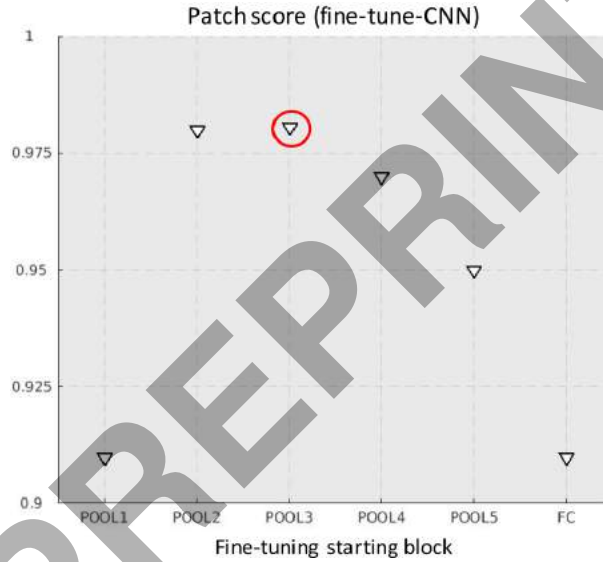 Patch score (fine-tune-CNN)
1
0.975
0.95
0.925
0.9
POOL1 POOL2 POOL3 POOL4 POOL5 FC
Fine-tuning starting block
PREPRINT